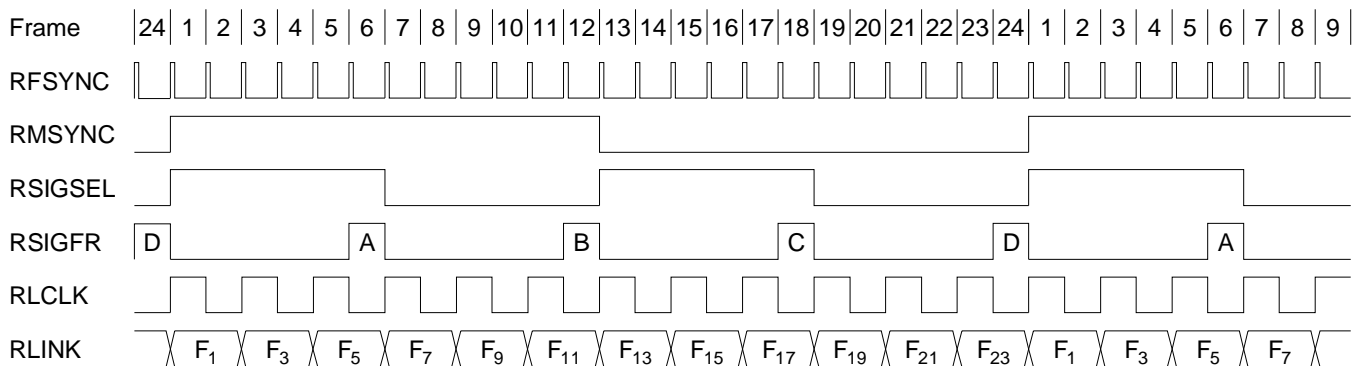 Frame 24 1 2 3 4 5 6 7 8 9 10 11 12 13 14 15 16 17 18 19 20 21 22 23 24 1 2 3 4 5 6 7 8 9
RFSYNC
RMSYNC
RSIGSEL
RSIGFR D A B C D A
RLCLK
RLINK F₁ F₃ F₅ F₇ F₉ F₁₁ F₁₃ F₁₅ F₁₇ F₁₉ F₂₁ F₂₃ F₁ F₃ F₅ F₇